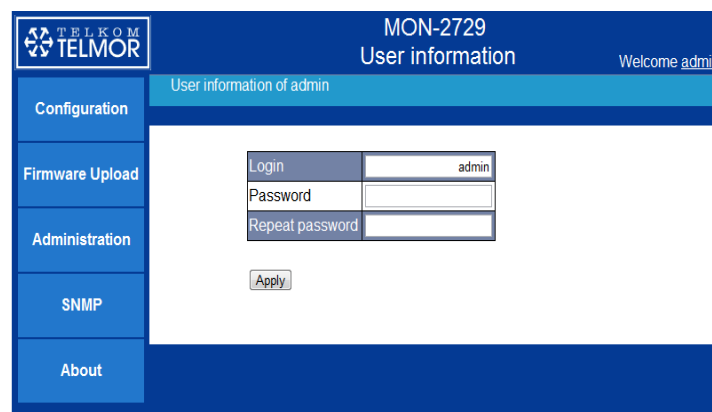 TELKOM
TELMOR
MON-2729
User information
Welcome admi
User information of admin
Configuration
Firmware Upload
Administration
SNMP
About
Login admin
Password
Repeat password
Apply